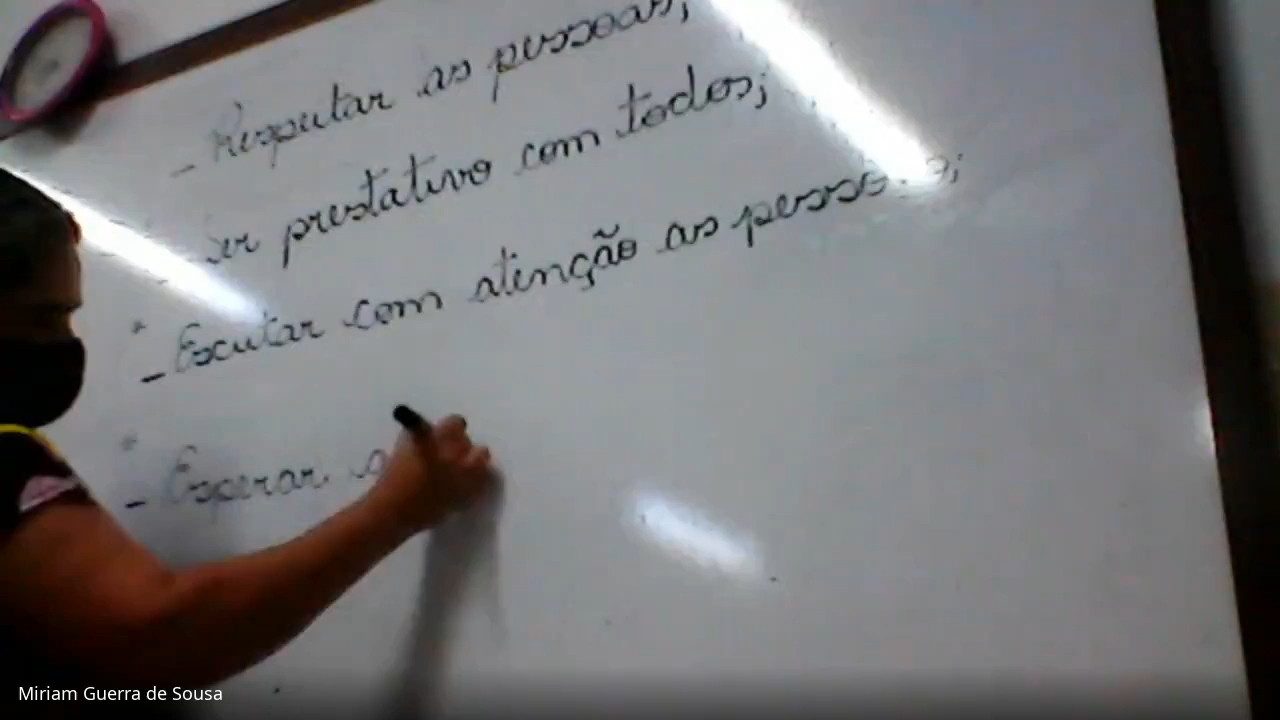 - Respeitar as pessoas;
Ser prestativo com todos;
- Escutar com atenção as pessoas;
- Esperar a
Miriam Guerra de Sousa